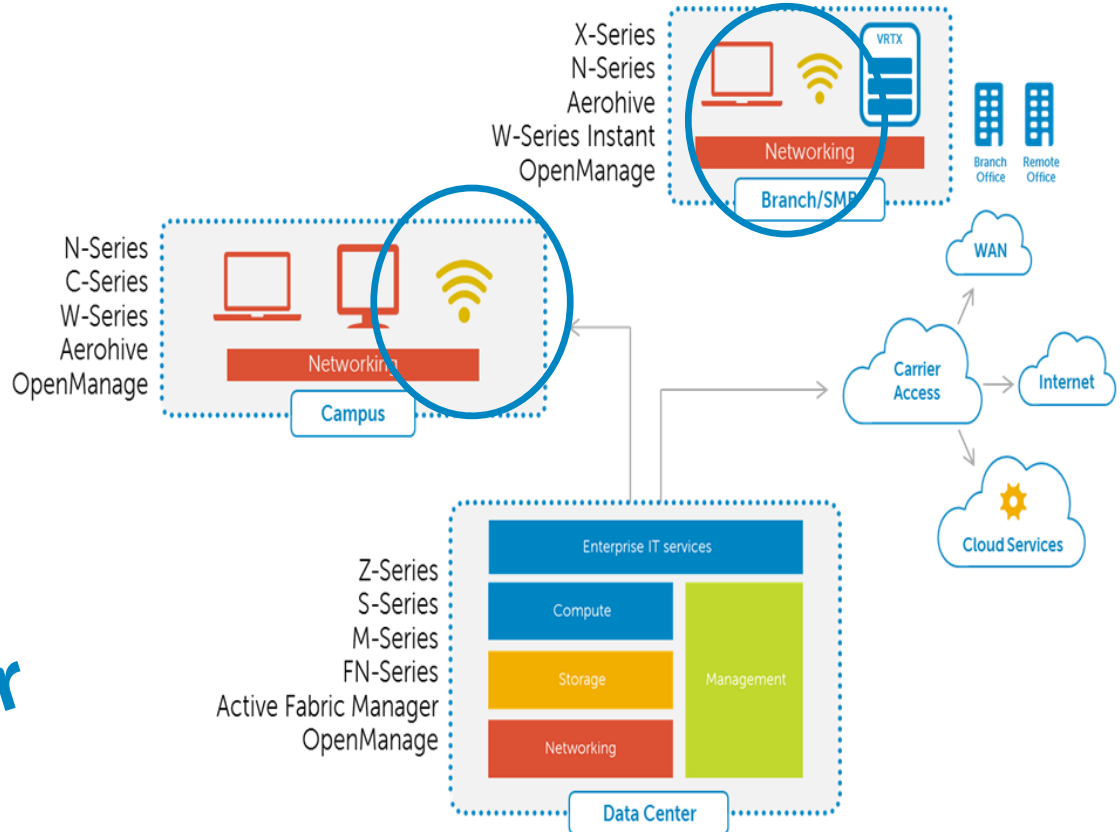 X-Series
N-Series
Aerohive
W-Series Instant
OpenManage
VRTX
Networking
Branch/SMB
Branch
Office
Remote
Office
N-Series
C-Series
W-Series
Aerohive
OpenManage
Networking
Campus
WAN
Carrier
Access
Internet
Cloud Services
Z-Series
S-Series
M-Series
FN-Series
Active Fabric Manager
OpenManage
Enterprise IT services
Compute
Storage
Management
Networking
Data Center
r